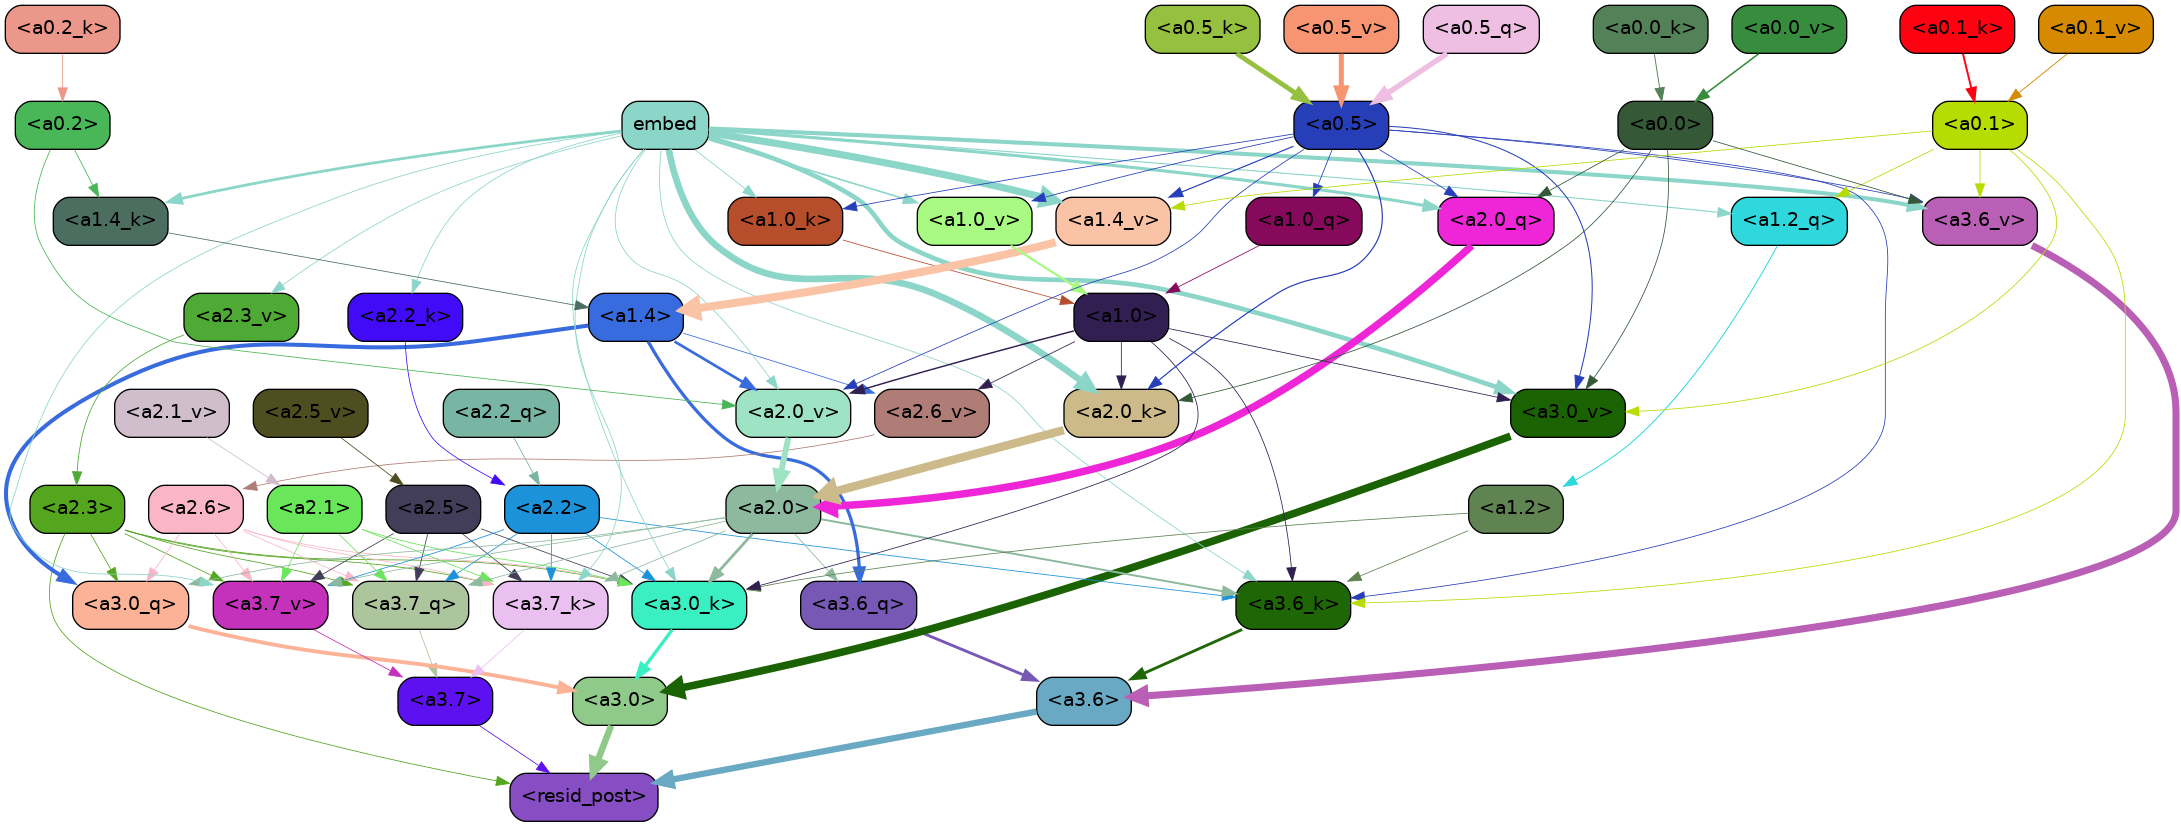 <a0.2_k> <a0.5_k> <a0.5_v> <a0.5_q> <a0.0_k> <a0.0_v> <a0.1_k> <a0.1_v>
<a0.2> embed <a0.5> <a0.0> <a0.1>
<a1.4_k> <a1.0_k> <a1.0_v> <a1.4_v> <a1.0_q> <a2.0_q> <a1.2_q> <a3.6_v>
<a2.3_v> <a2.2_k> <a1.4> <a1.0>
<a2.1_v> <a2.5_v> <a2.2_q> <a2.0_v> <a2.6_v> <a2.0_k> <a3.0_v>
<a2.3> <a2.6> <a2.1> <a2.5> <a2.2> <a2.0> <a1.2>
<a3.0_q> <a3.7_v> <a3.7_q> <a3.7_k> <a3.0_k> <a3.6_q> <a3.6_k>
<a3.7> <a3.0> <a3.6>
<resid_post>